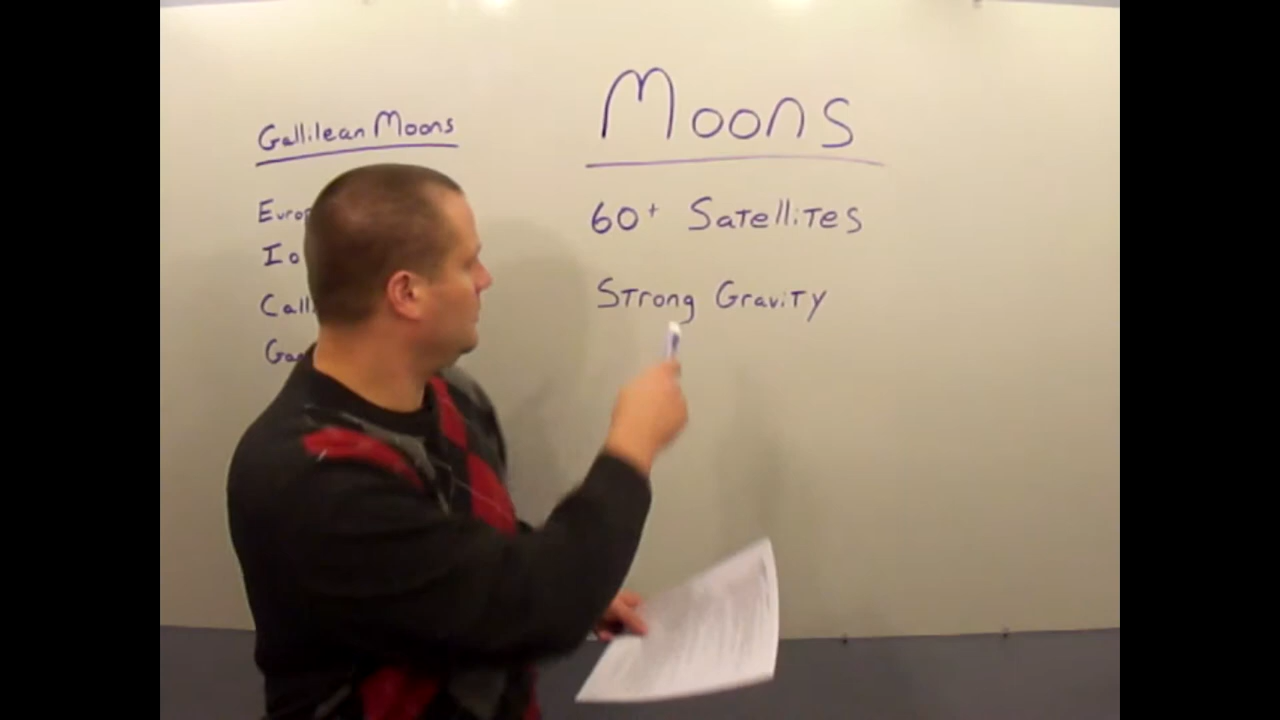 Gallilean Moons
Io
Moons
60+ Satellites
Strong Gravity